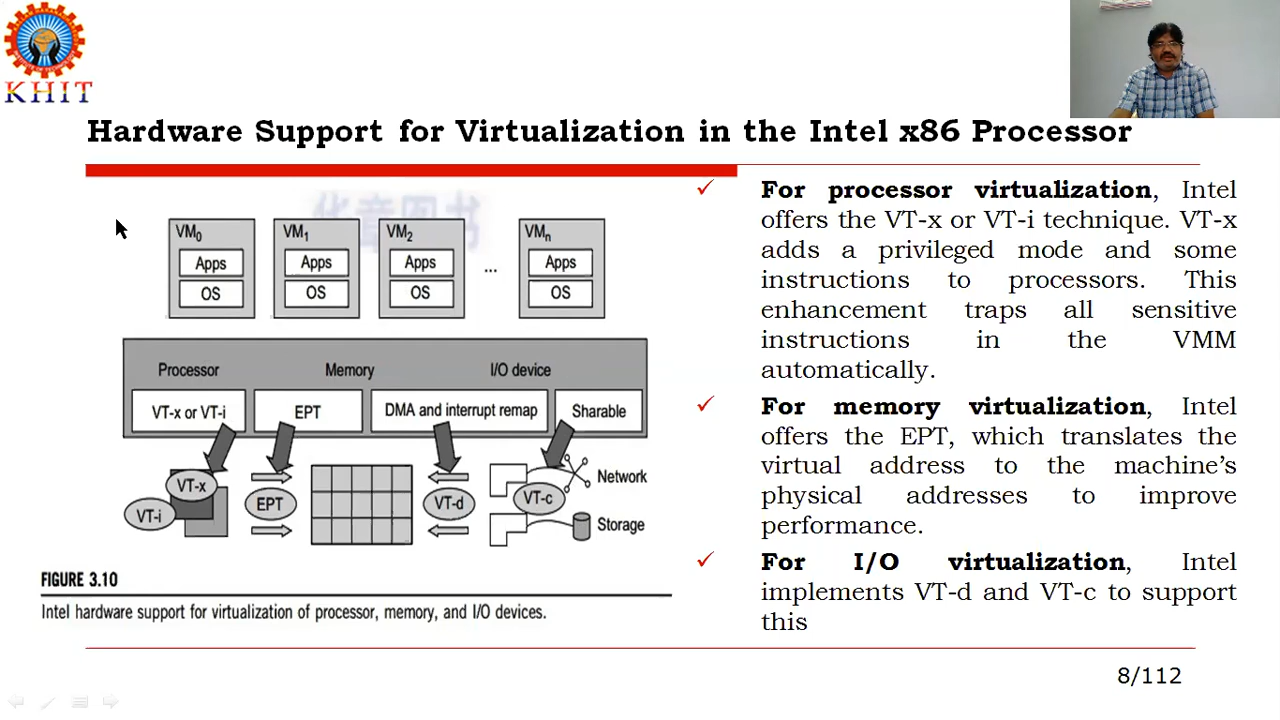 KHIT
Hardware Support for Virtualization in the Intel x86 Processor
华章图书
VM0 VM1 VM2 VMn
Apps Apps Apps ... Apps
OS OS OS OS
Processor Memory I/O device
VT-x or VT-i EPT DMA and interrupt remap Sharable
VT-x Network
VT-i EPT VT-d VT-c
Storage
FIGURE 3.10
Intel hardware support for virtualization of processor, memory, and I/O devices.
✓ For processor virtualization, Intel
offers the VT-x or VT-i technique. VT-x
adds a privileged mode and some
instructions to processors. This
enhancement traps all sensitive
instructions in the VMM
automatically.
✓ For memory virtualization, Intel
offers the EPT, which translates the
virtual address to the machine's
physical addresses to improve
performance.
✓ For I/O virtualization, Intel
implements VT-d and VT-c to support
this
8/112